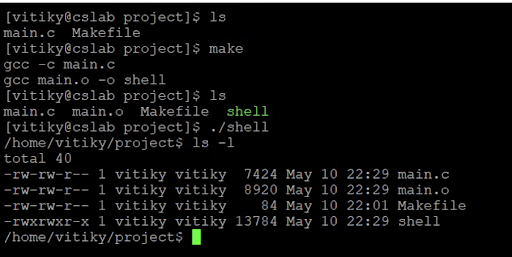 [vitiky@cslab project]$ ls
main.c  Makefile
[vitiky@cslab project]$ make
gcc -c main.c
gcc main.o -o shell
[vitiky@cslab project]$ ls
main.c  main.o  Makefile  shell
[vitiky@cslab project]$ ./shell
/home/vitiky/project$ ls -l
total 40
-rw-rw-r-- 1 vitiky vitiky  7424 May 10 22:29 main.c
-rw-rw-r-- 1 vitiky vitiky  8920 May 10 22:29 main.o
-rw-rw-r-- 1 vitiky vitiky    84 May 10 22:01 Makefile
-rwxrwxr-x 1 vitiky vitiky 13784 May 10 22:29 shell
/home/vitiky/project$